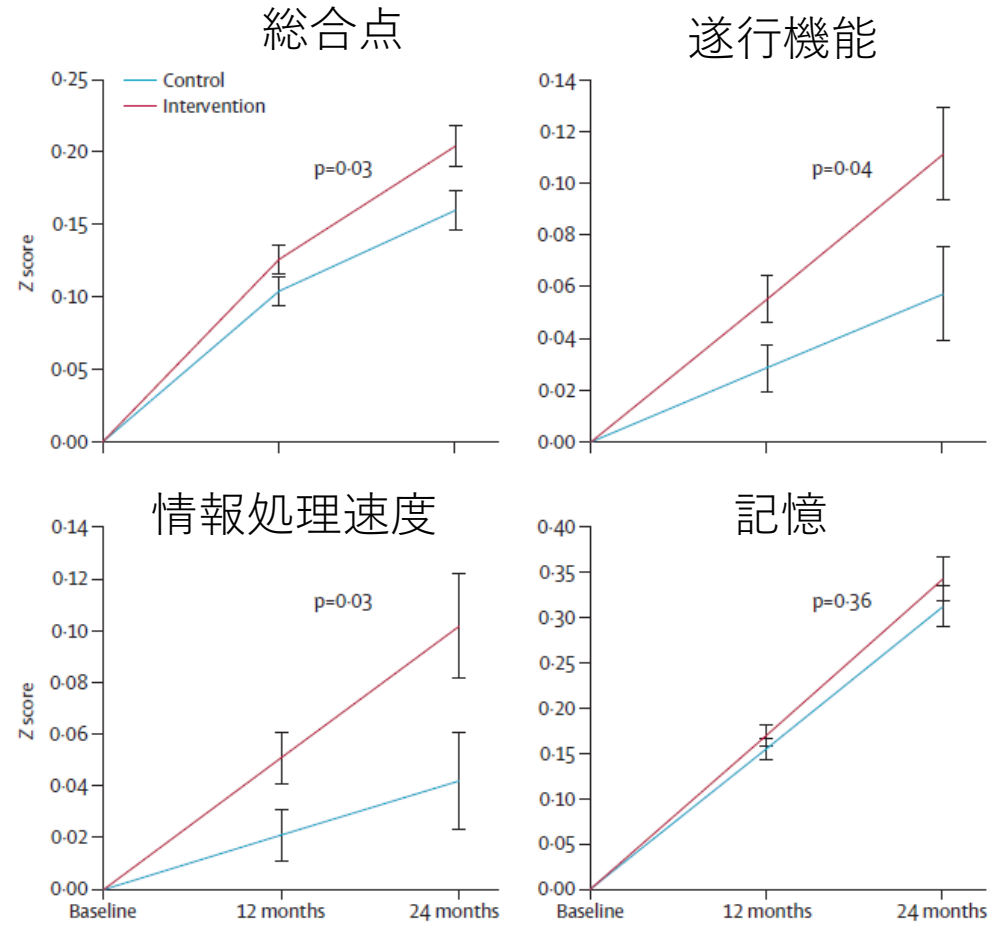 総合点
0·25
Control
Intervention
0·20
p=0·03
0·15
Z score
0·10
0·05
0·00
遂行機能
0·14
0·12
p=0·04
0·10
0·08
0·06
0·04
0·02
0·00
情報処理速度
0·14
0·12
p=0·03
0·10
0·08
Z score
0·06
0·04
0·02
0·00
Baseline
12 months
24 months
記憶
0·40
0·35
p=0·36
0·30
0·25
0·20
0·15
0·10
0·05
0·00
Baseline
12 months
24 months